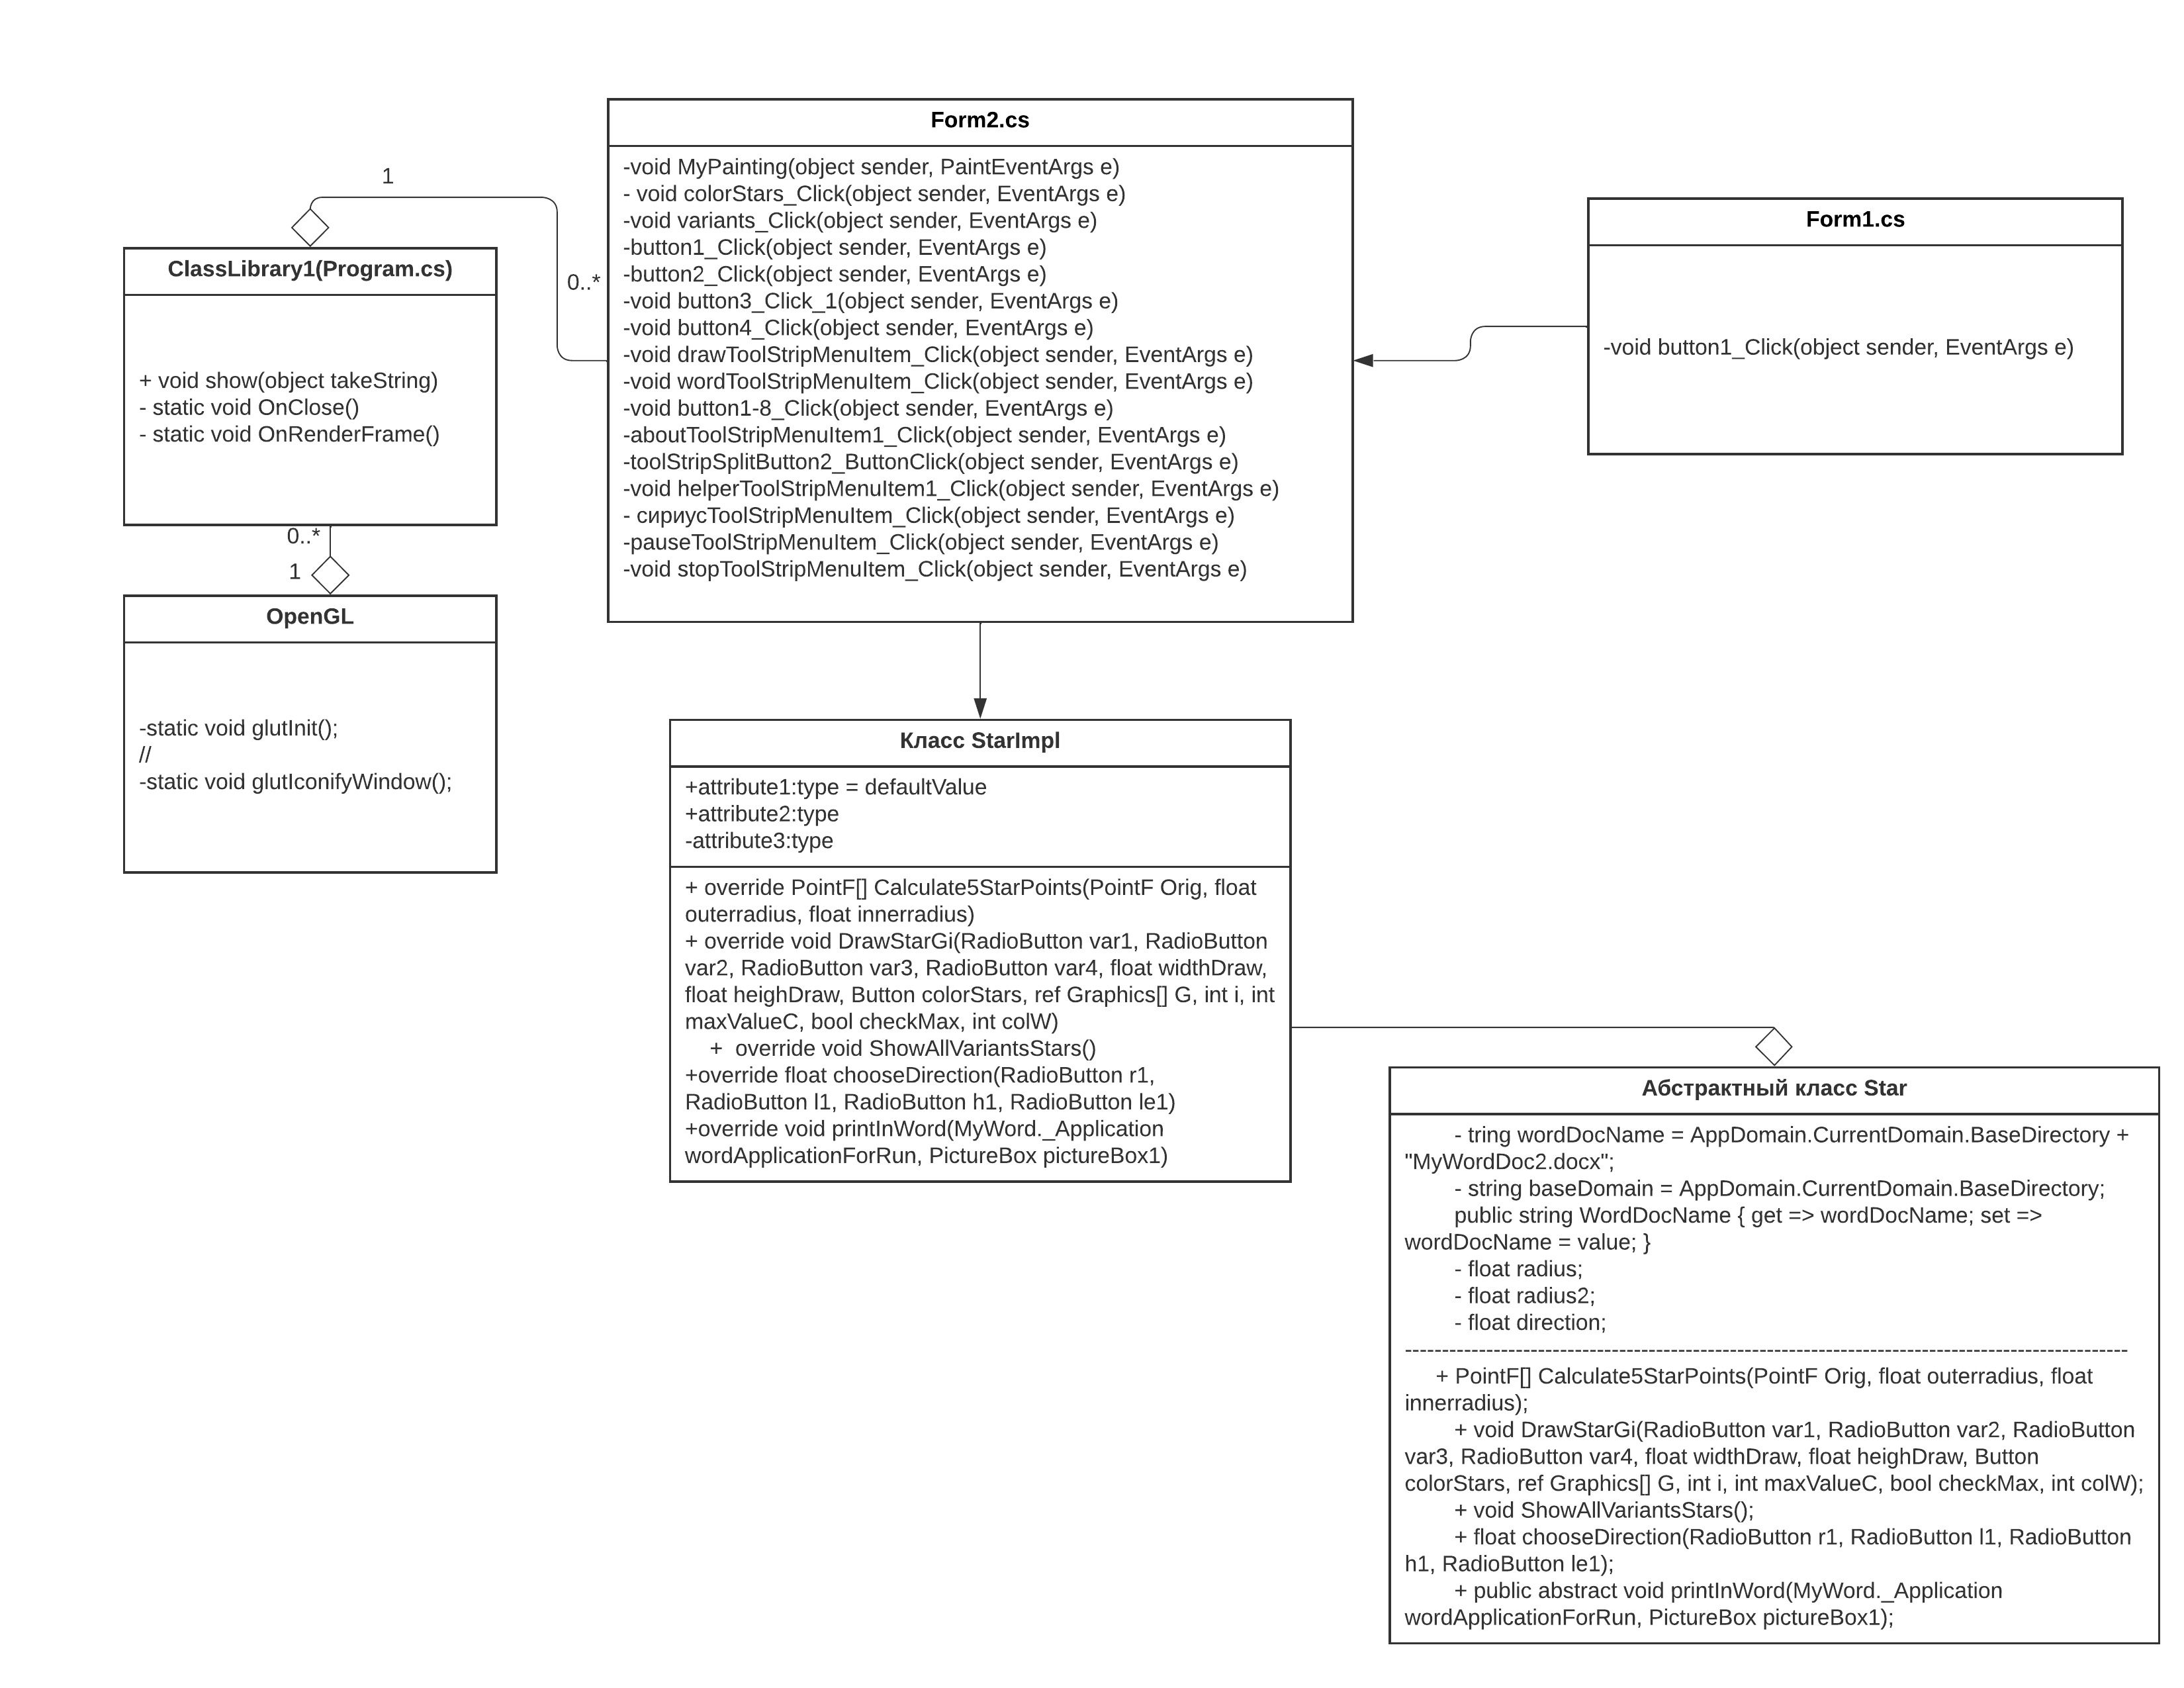 Form2.cs
-void MyPainting(object sender, PaintEventArgs e)
- void colorStars_Click(object sender, EventArgs e)
-void variants_Click(object sender, EventArgs e)
-button1_Click(object sender, EventArgs e)
-button2_Click(object sender, EventArgs e)
-void button3_Click_1(object sender, EventArgs e)
-void button4_Click(object sender, EventArgs e)
-void drawToolStripMenuItem_Click(object sender, EventArgs e)
-void wordToolStripMenuItem_Click(object sender, EventArgs e)
-void button1-8_Click(object sender, EventArgs e)
-aboutToolStripMenuItem1_Click(object sender, EventArgs e)
-toolStripSplitButton2_ButtonClick(object sender, EventArgs e)
-void helperToolStripMenuItem1_Click(object sender, EventArgs e)
- сириусToolStripMenuItem_Click(object sender, EventArgs e)
-pauseToolStripMenuItem_Click(object sender, EventArgs e)
-void stopToolStripMenuItem_Click(object sender, EventArgs e)
1
0..*
Form1.cs
-void button1_Click(object sender, EventArgs e)
ClassLibrary1(Program.cs)
+ void show(object takeString)
- static void OnClose()
- static void OnRenderFrame()
0..*
1
OpenGL
-static void glutInit();
//
-static void glutIconifyWindow();
Класс StarImpl
+attribute1:type = defaultValue
+attribute2:type
-attribute3:type
+ override PointF[] Calculate5StarPoints(PointF Orig, float
outerradius, float innerradius)
+ override void DrawStarGi(RadioButton var1, RadioButton
var2, RadioButton var3, RadioButton var4, float widthDraw,
float heighDraw, Button colorStars, ref Graphics[] G, int i, int
maxValueC, bool checkMax, int colW)
+  override void ShowAllVariantsStars()
+override float chooseDirection(RadioButton r1,
RadioButton l1, RadioButton h1, RadioButton le1)
+override void printInWord(MyWord._Application
wordApplicationForRun, PictureBox pictureBox1)
Абстрактный класс Star
- tring wordDocName = AppDomain.CurrentDomain.BaseDirectory +
"MyWordDoc2.docx";
- string baseDomain = AppDomain.CurrentDomain.BaseDirectory;
public string WordDocName { get => wordDocName; set =>
wordDocName = value; }
- float radius;
- float radius2;
- float direction;
--------------------------------------------------------------------------------------------------
+ PointF[] Calculate5StarPoints(PointF Orig, float outerradius, float
innerradius);
+ void DrawStarGi(RadioButton var1, RadioButton var2, RadioButton
var3, RadioButton var4, float widthDraw, float heighDraw, Button
colorStars, ref Graphics[] G, int i, int maxValueC, bool checkMax, int colW);
+ void ShowAllVariantsStars();
+ float chooseDirection(RadioButton r1, RadioButton l1, RadioButton
h1, RadioButton le1);
+ public abstract void printInWord(MyWord._Application
wordApplicationForRun, PictureBox pictureBox1);